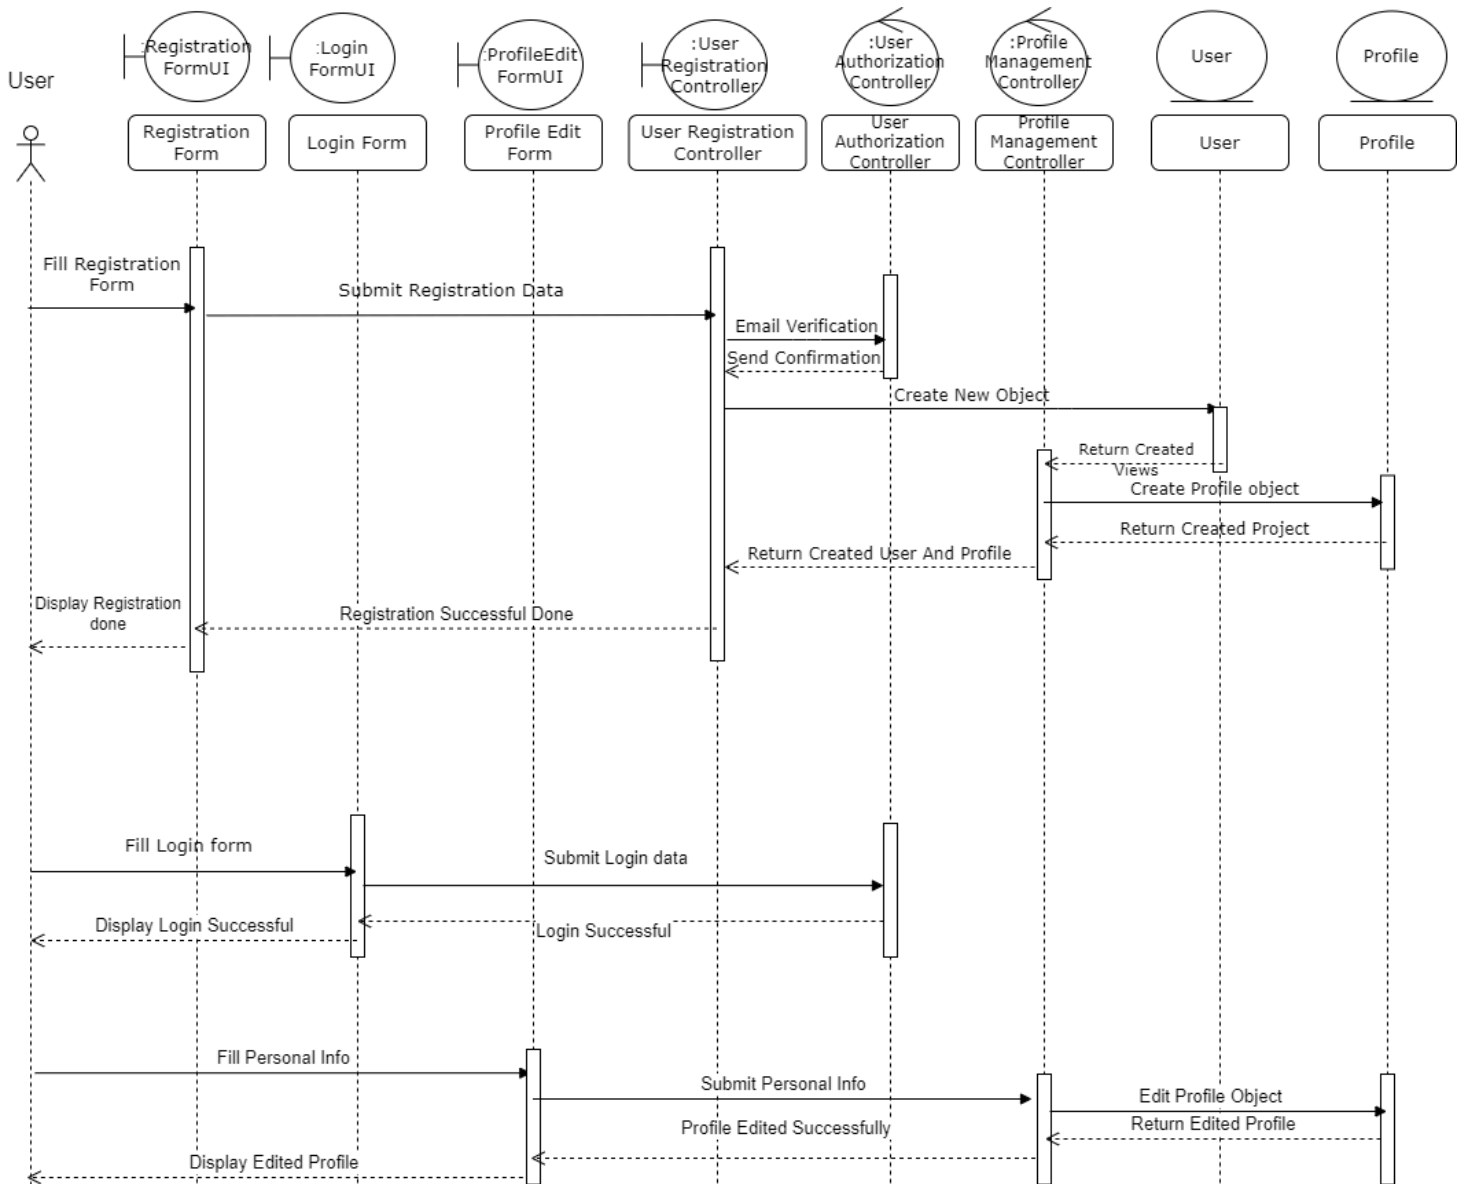 User
:Registration
FormUI
:Login
FormUI
:ProfileEdit
FormUI
:User
Registration
Controller
:User
Authorization
Controller
:Profile
Management
Controller
User
Profile
Registration
Form
Login Form
Profile Edit
Form
User Registration
Controller
User
Authorization
Controller
Profile
Management
Controller
User
Profile
Fill Registration
Form
Submit Registration Data
Email Verification
Send Confirmation
Create New Object
Return Created
Views
Create Profile object
Return Created Project
Return Created User And Profile
Display Registration
done
Registration Successful Done
Fill Login form
Submit Login data
Display Login Successful
Login Successful
Fill Personal Info
Submit Personal Info
Edit Profile Object
Return Edited Profile
Profile Edited Successfully
Display Edited Profile